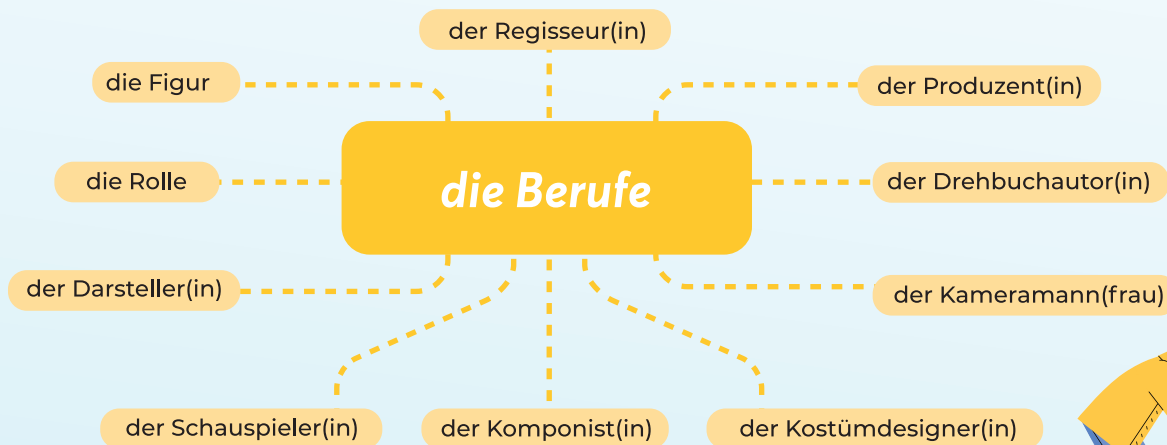 der Regisseur(in)
die Figur
der Produzent(in)
die Rolle
die Berufe
der Drehbuchautor(in)
der Darsteller(in)
der Kameramann(frau)
der Schauspieler(in)
der Komponist(in)
der Kostümdesigner(in)